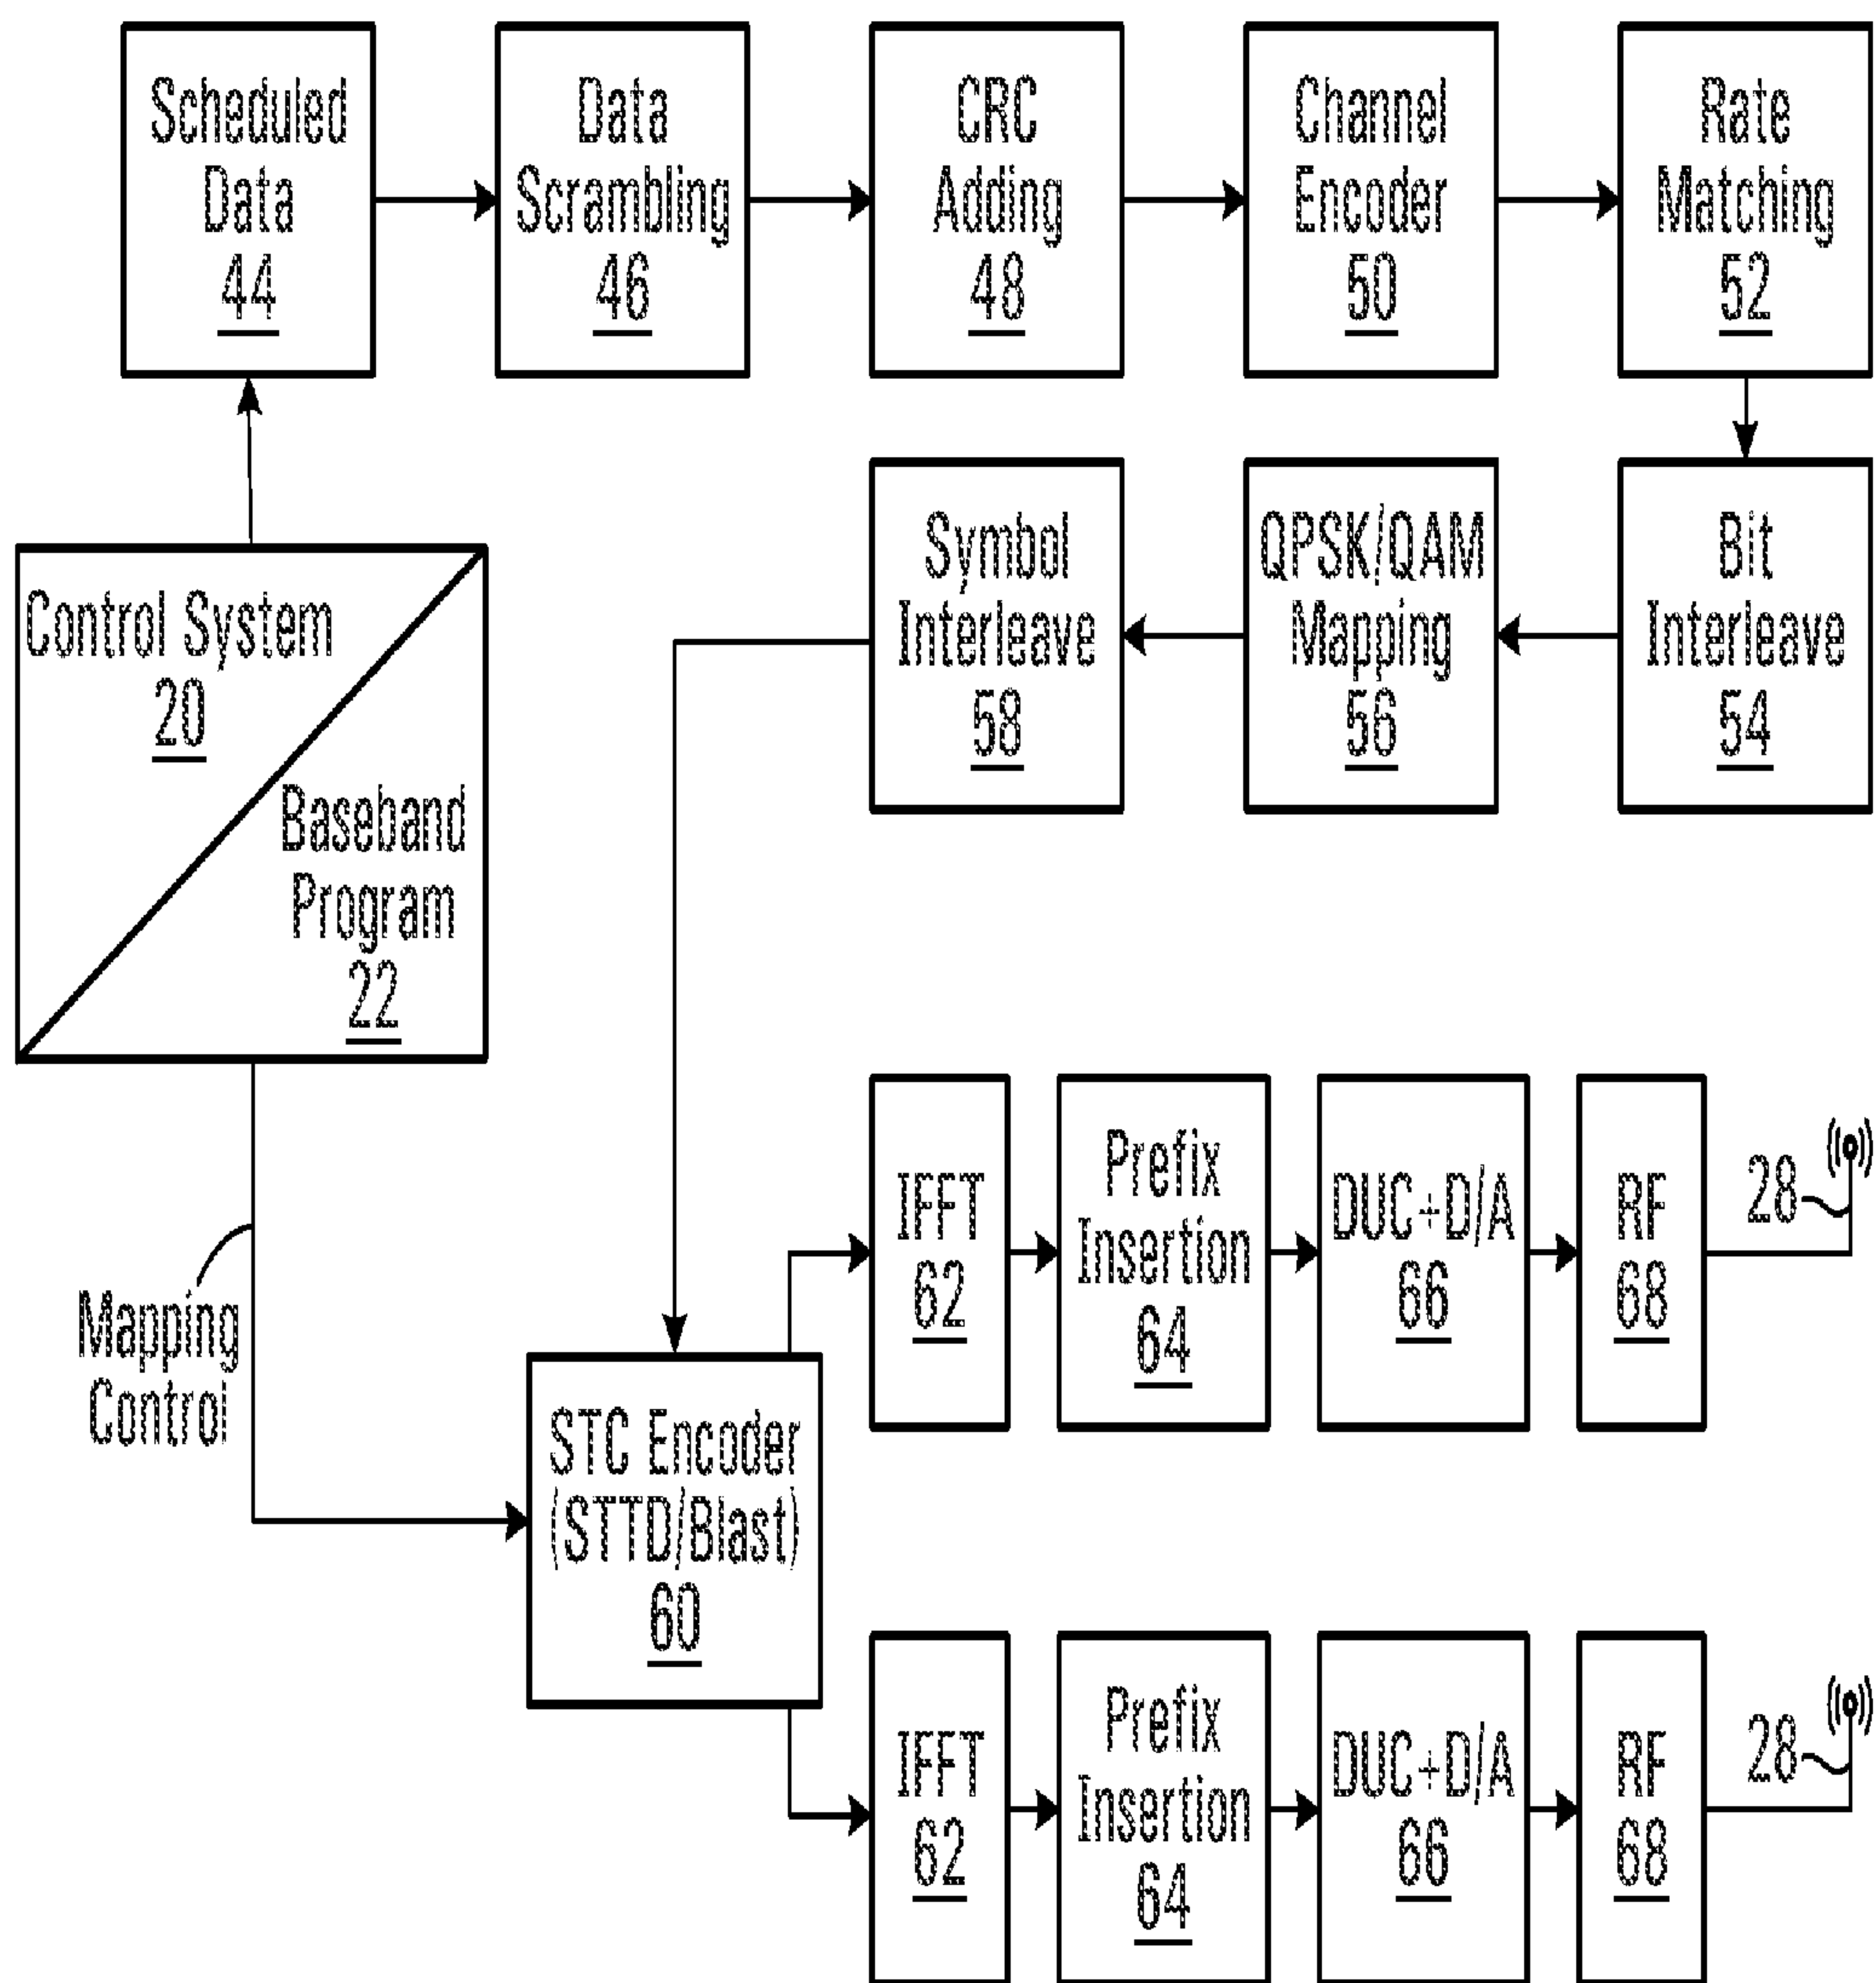 Scheduled
Data
44
Data
Scrambling
46
CRC
Adding
48
Channel
Encoder
50
Rate
Matching
52
Bit
Interleave
54
QPSK/QAM
Mapping
56
Symbol
Interleave
58
Control System
20
Baseband
Program
22
Mapping
Control
STC Encoder
(STTD/Blast)
60
IFFT
62
Prefix
Insertion
64
DUC+D/A
66
RF
68
28
IFFT
62
Prefix
Insertion
64
DUC+D/A
66
RF
68
28